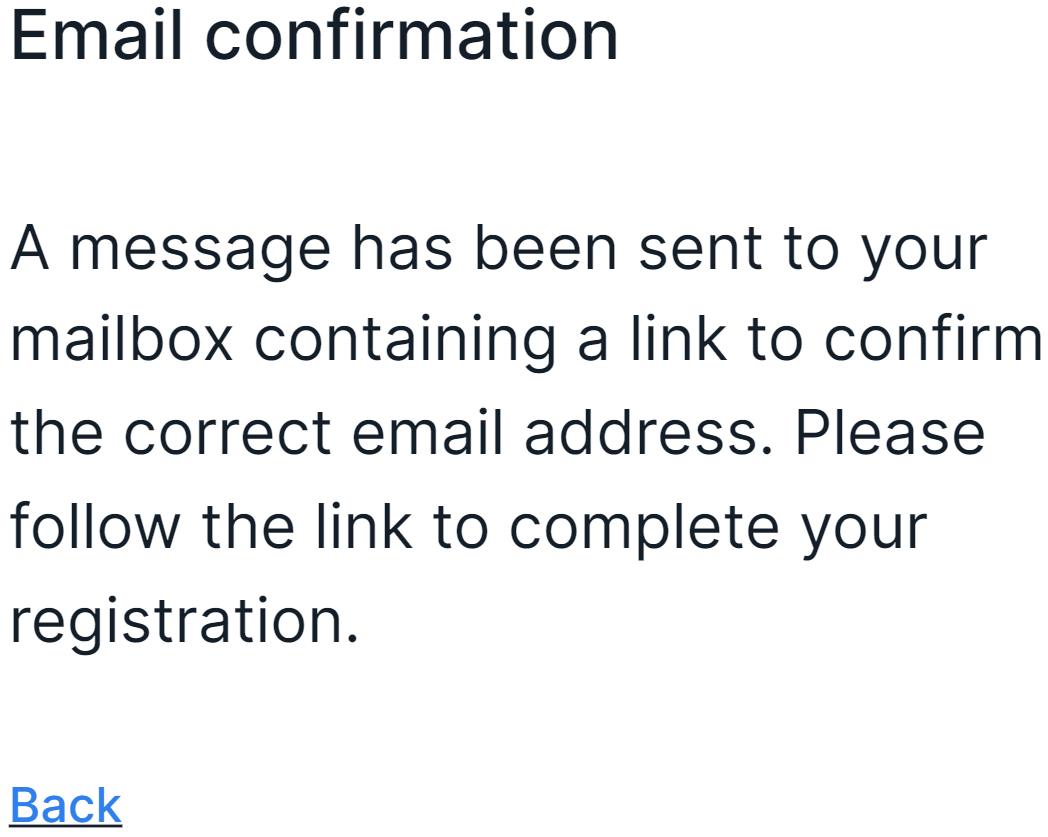 Email confirmation
A message has been sent to your
mailbox containing a link to confirm
the correct email address. Please
follow the link to complete your
registration.
Back